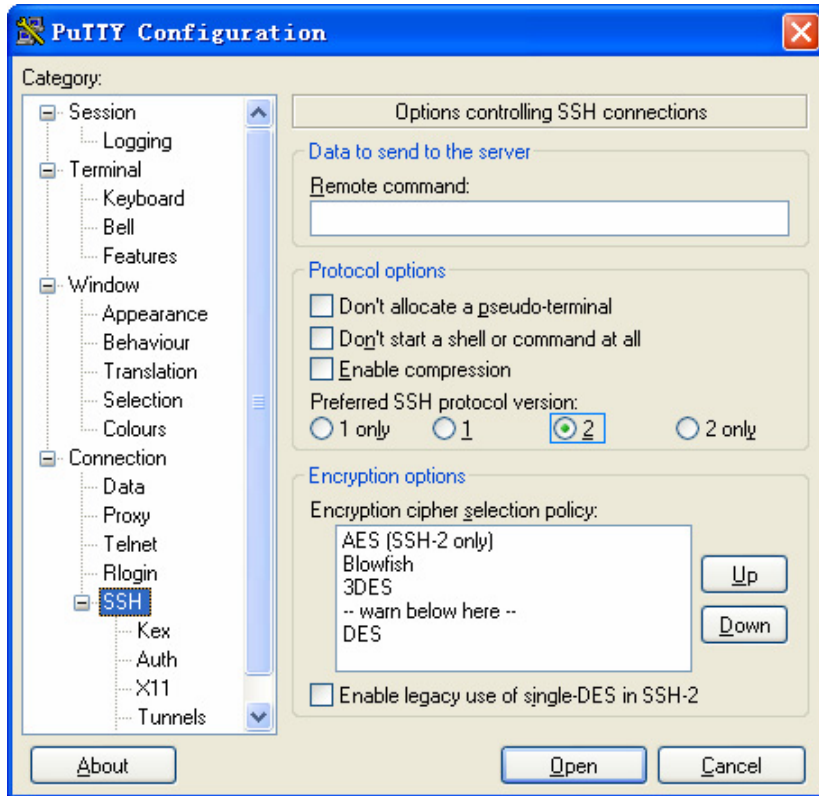 PuTTY Configuration
Category:
Session
Logging
Terminal
Keyboard
Bell
Features
Window
Appearance
Behaviour
Translation
Selection
Colours
Connection
Data
Proxy
Telnet
Rlogin
SSH
Kex
Auth
X11
Tunnels
Options controlling SSH connections
Data to send to the server
Remote command:
Protocol options
Don't allocate a pseudo-terminal
Don't start a shell or command at all
Enable compression
Preferred SSH protocol version:
1 only 1 2 2 only
Encryption options
Encryption cipher selection policy:
AES (SSH-2 only)
Blowfish
3DES
-- warn below here --
DES
Up
Down
Enable legacy use of single-DES in SSH-2
About Open Cancel